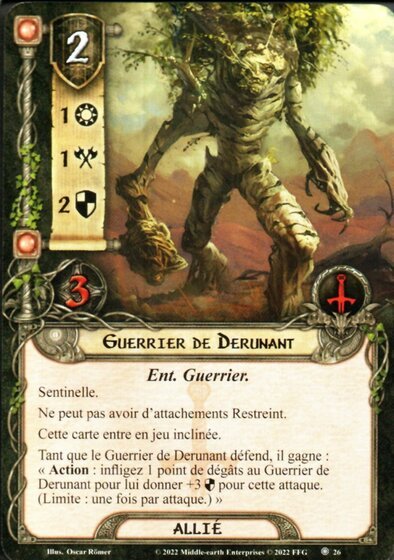 2
1
1
2
3
GUERRIER DE DERUNANT
Ent. Guerrier.
Sentinelle.
Ne peut pas avoir d'attachements Restreint.
Cette carte entre en jeu inclinée.
Tant que le Guerrier de Derunant défend, il gagne :
« Action : infligez 1 point de dégâts au Guerrier de
Derunant pour lui donner +3 pour cette attaque.
(Limite : une fois par attaque.) »
ALLIÉ
Illus. Oscar Römer © 2022 Middle-earth Enterprises © 2022 FFG 26